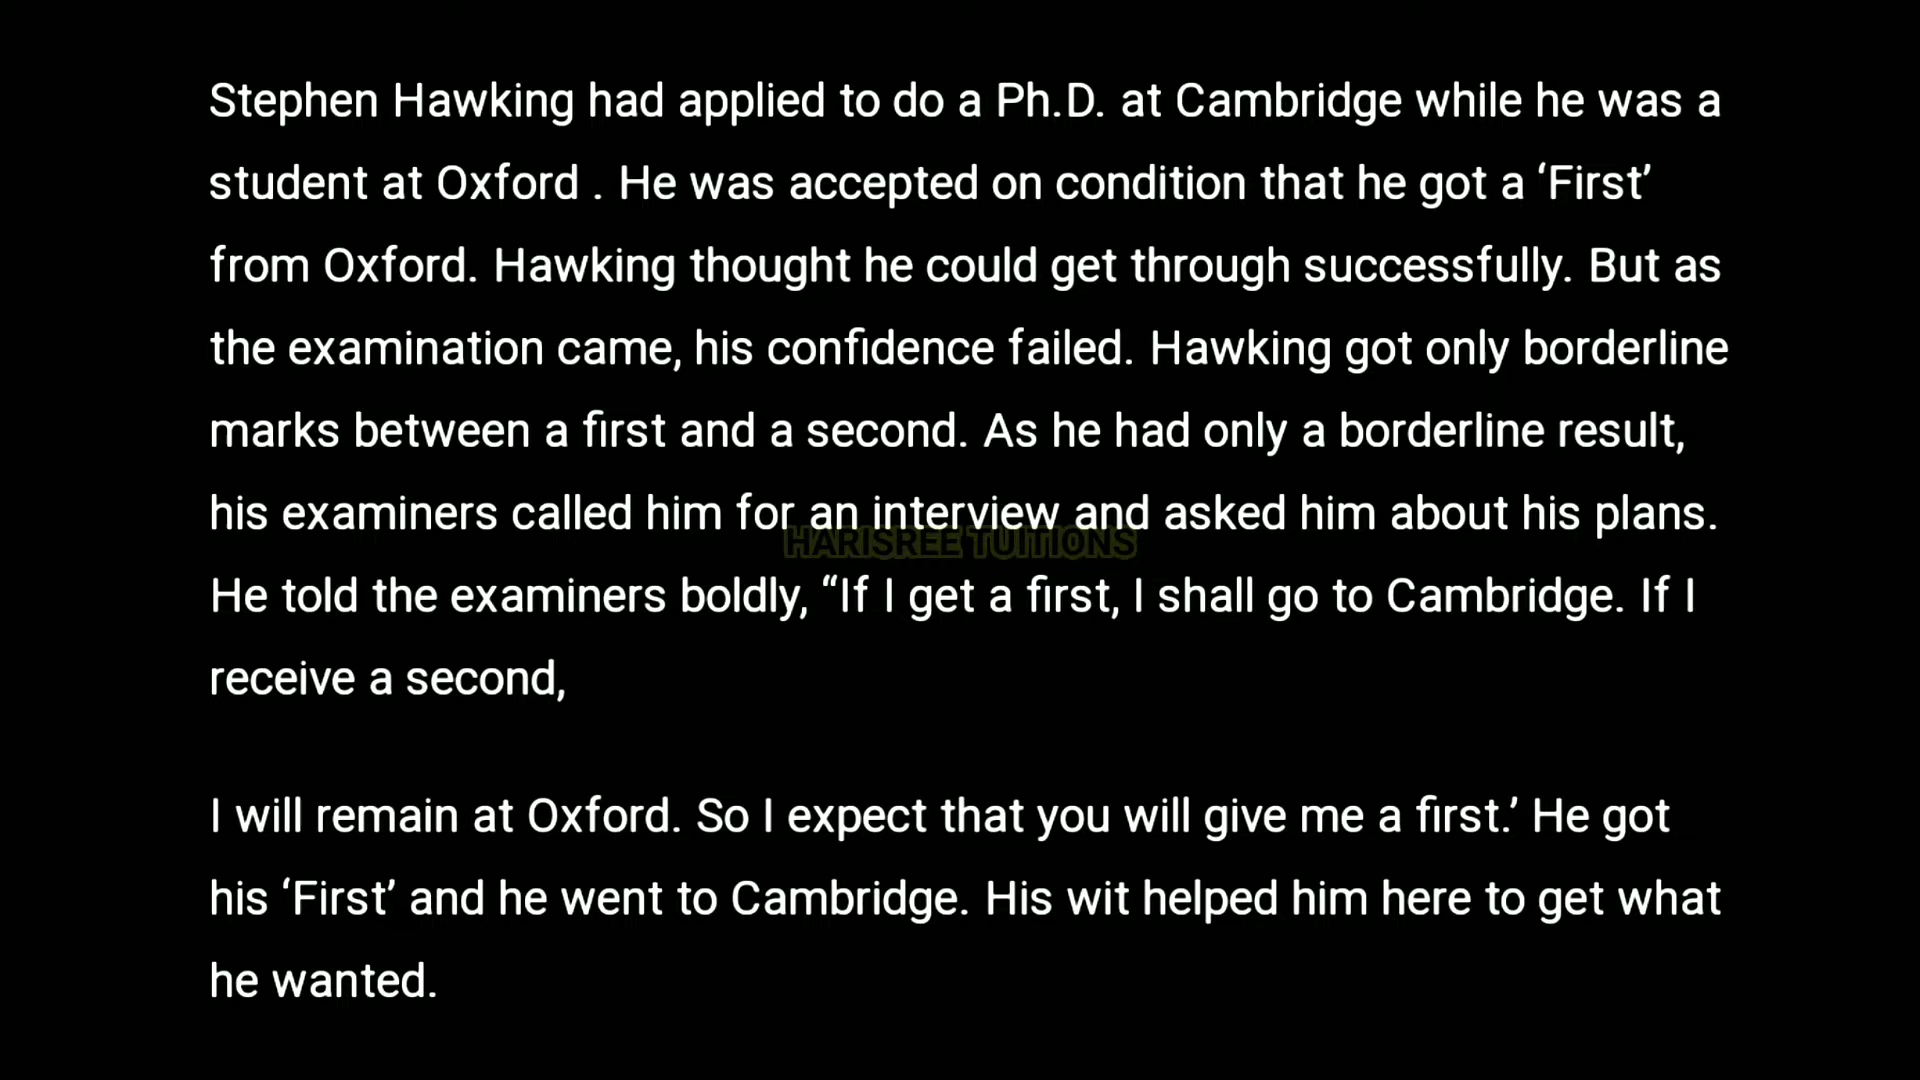 Stephen Hawking had applied to do a Ph.D. at Cambridge while he was a
student at Oxford . He was accepted on condition that he got a ‘First’
from Oxford. Hawking thought he could get through successfully. But as
the examination came, his confidence failed. Hawking got only borderline
marks between a first and a second. As he had only a borderline result,
his examiners called him for an interview and asked him about his plans.
HARISREE TUITIONS
He told the examiners boldly, “If I get a first, I shall go to Cambridge. If I
receive a second,
I will remain at Oxford. So I expect that you will give me a first.’ He got
his ‘First’ and he went to Cambridge. His wit helped him here to get what
he wanted.